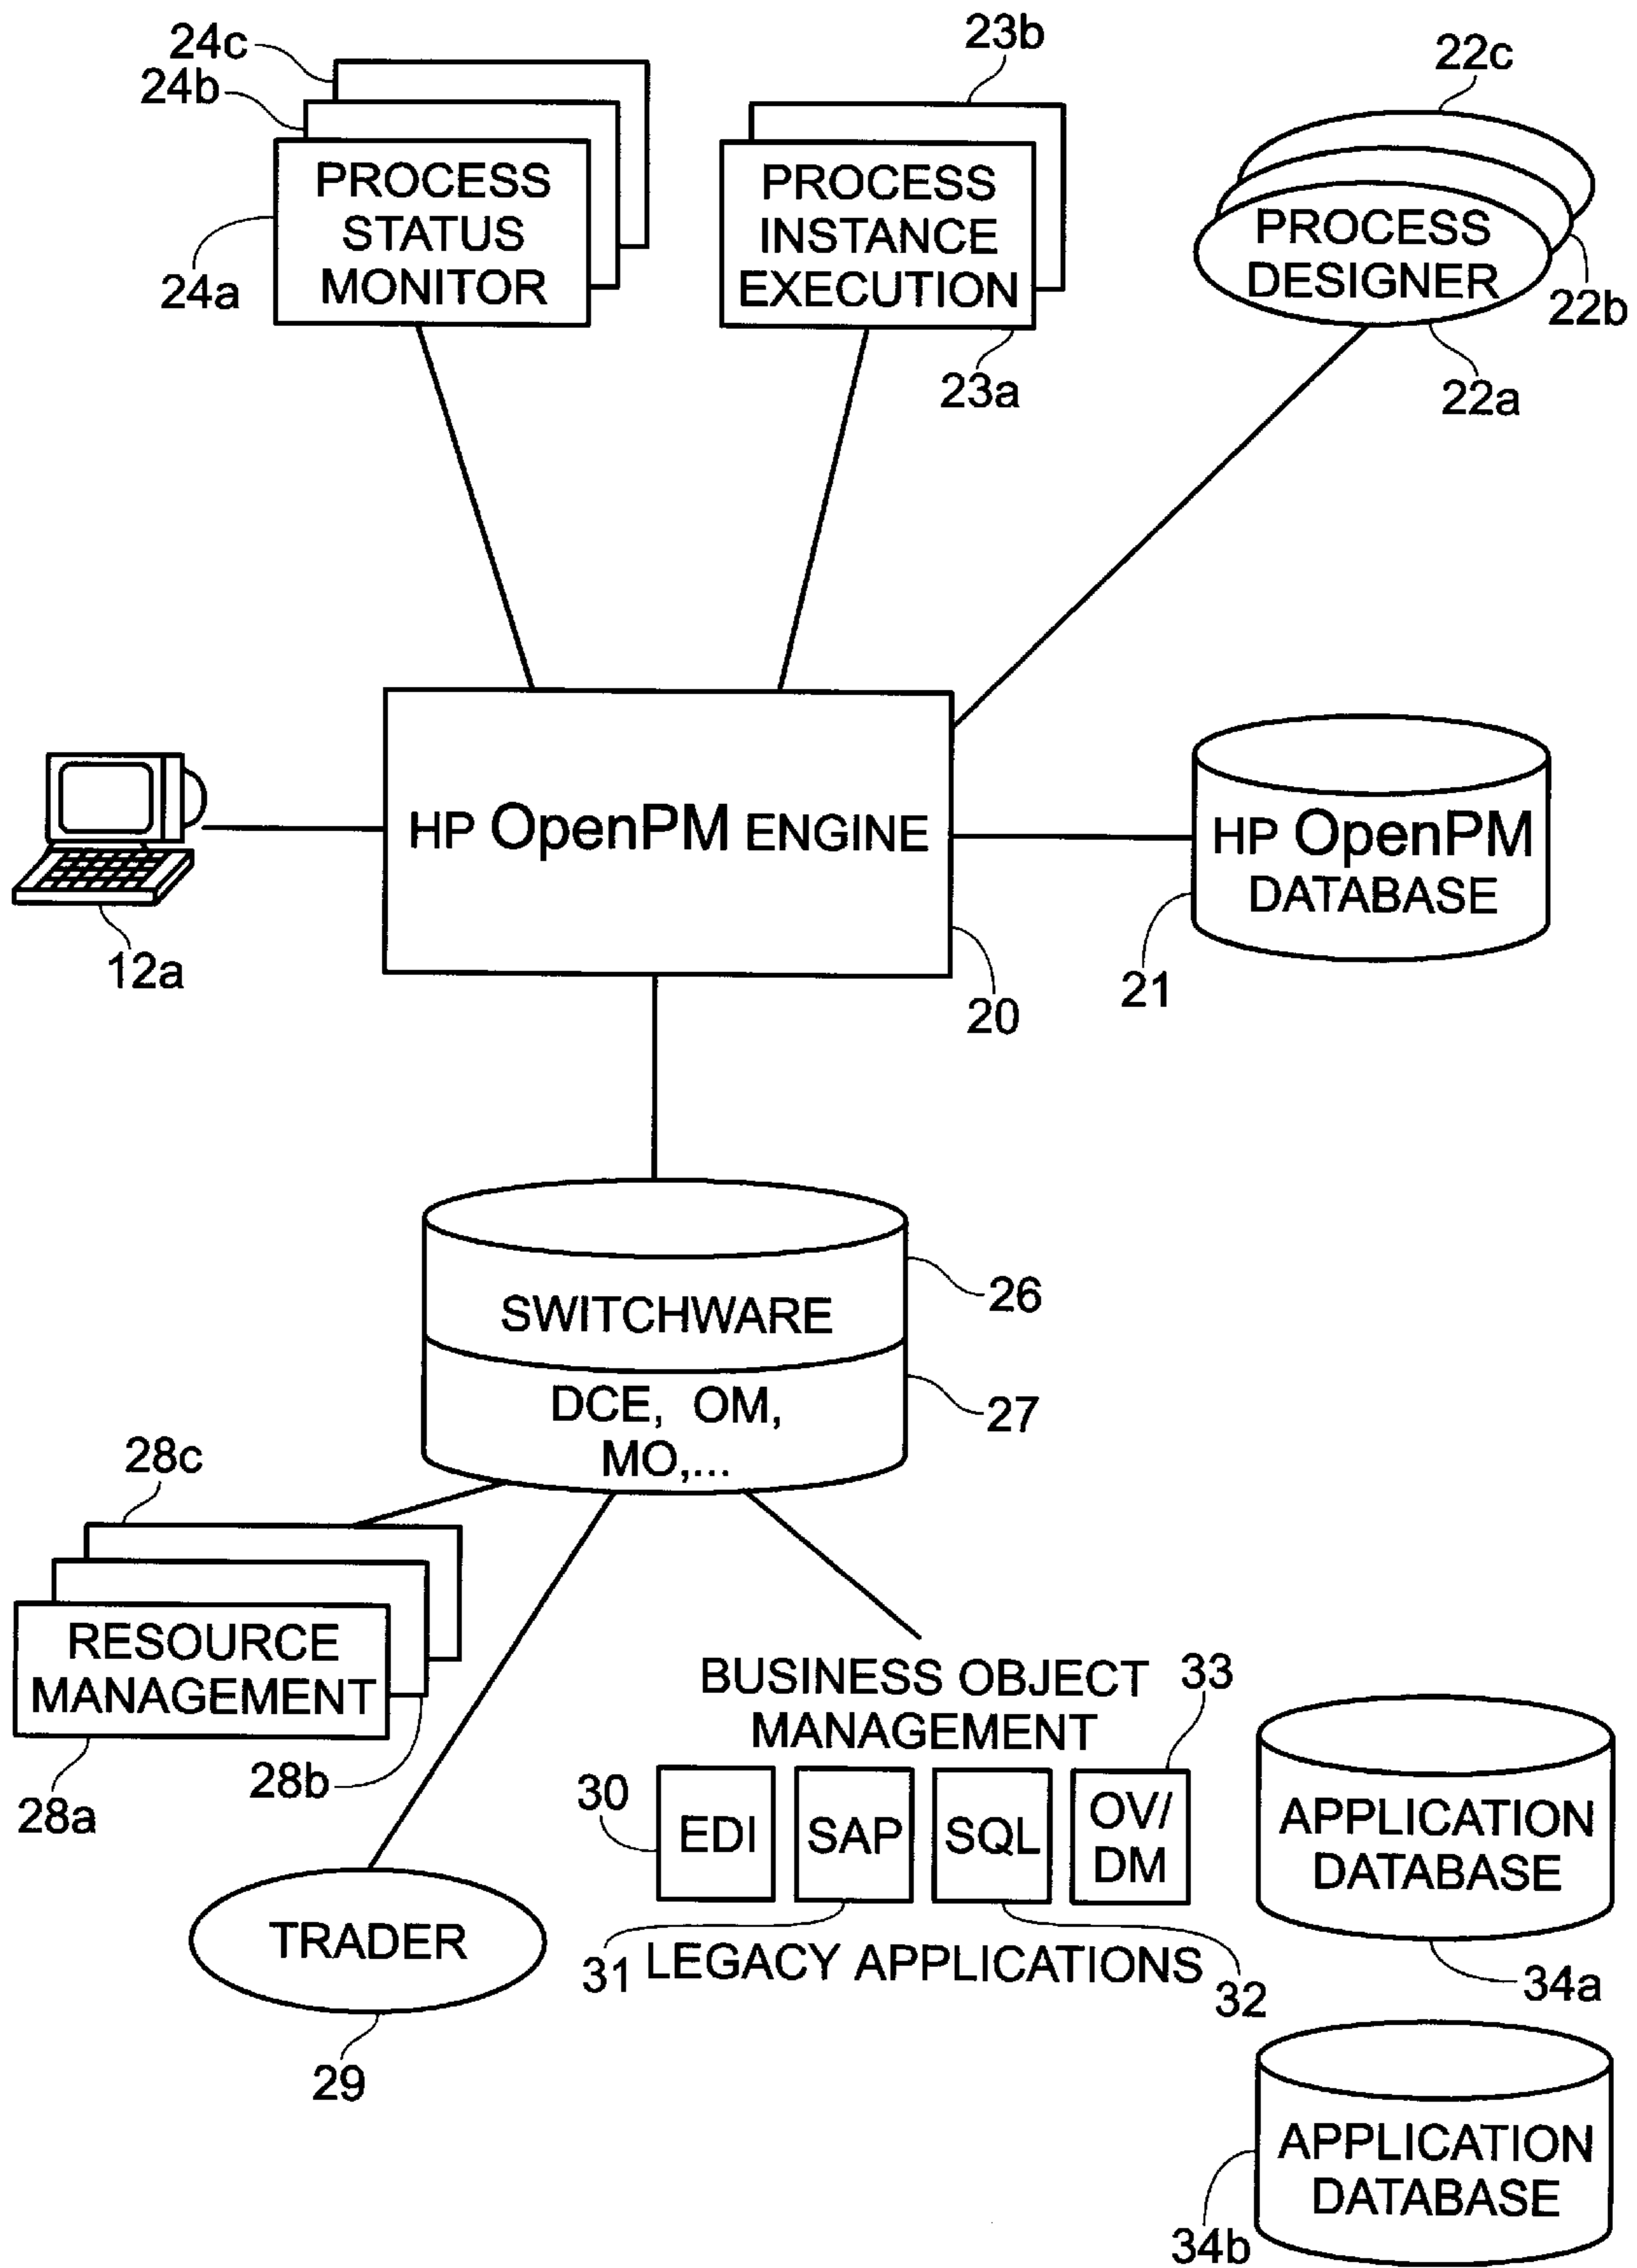 24c
23b
22c
24b
PROCESS
STATUS
MONITOR
PROCESS
INSTANCE
EXECUTION
PROCESS
DESIGNER
24a
22b
23a
22a
HP OpenPM ENGINE
HP OpenPM
DATABASE
12a
21
20
SWITCHWARE
26
DCE, OM,
MO,...
27
28c
RESOURCE
MANAGEMENT
28b
28a
BUSINESS OBJECT
MANAGEMENT
33
30
EDI
SAP
SQL
OV/
DM
APPLICATION
DATABASE
TRADER
31
LEGACY APPLICATIONS
32
34a
29
APPLICATION
DATABASE
34b